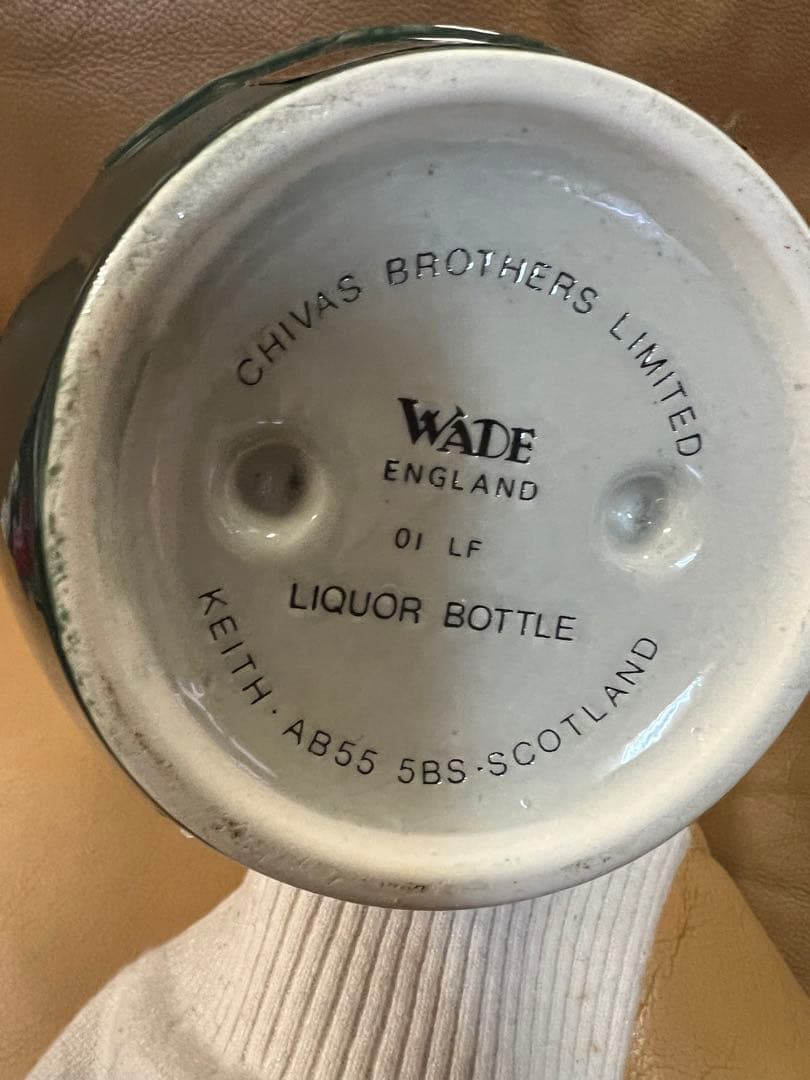 CHIVAS BROTHERS LIMITED
WADE
ENGLAND
01 LF
LIQUOR BOTTLE
KEITH · AB55 5BS · SCOTLAND